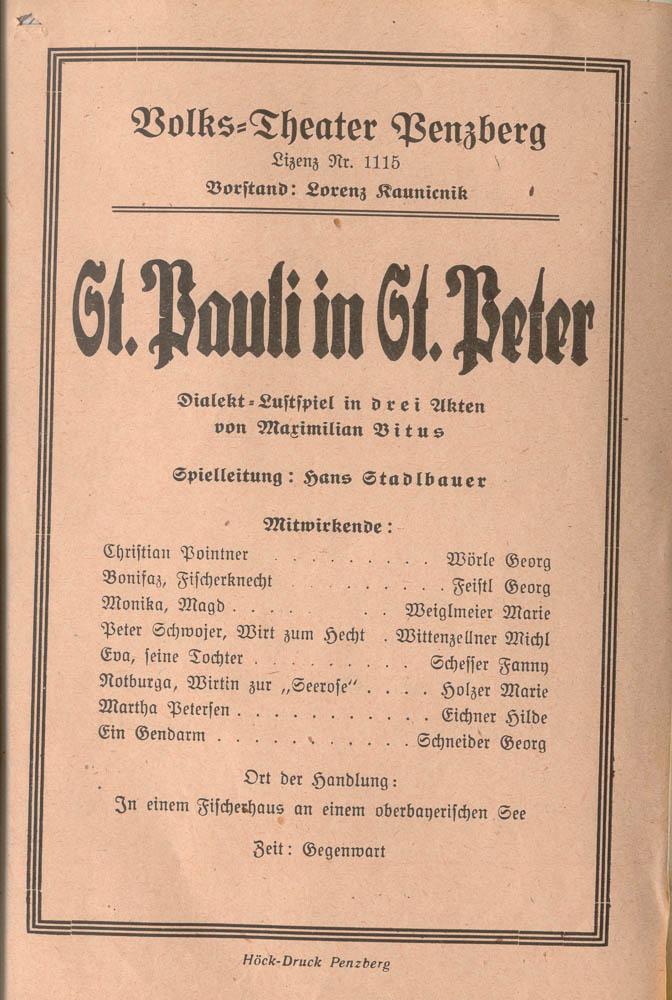 Volks-Theater Penzberg
Lizenz Nr. 1115
Vorstand: Lorenz Kaunicnik
St. Pauli in St. Peter
Dialekt-Lustspiel in drei Akten
von Maximilian Vitus
Spielleitung: Hans Stadlbauer
Mitwirkende:
Christian Pointner . . . . . . . . . Wörle Georg
Bonifaz, Fischerknecht . . . . . . . . Feistl Georg
Monika, Magd . . . . . . Weiglmeier Marie
Peter Schwojer, Wirt zum Hecht . Wittenzellner Michl
Eva, seine Tochter . . . . . . . . . Scheffer Fanny
Notburga, Wirtin zur „Seerose“ . . . . Holzer Marie
Martha Petersen . . . . . . . . . . . Eichner Hilde
Ein Gendarm . . . . . . . . . . . Schneider Georg
Ort der Handlung:
In einem Fischerhaus an einem oberbayerischen See
Zeit: Gegenwart
Höck-Druck Penzberg